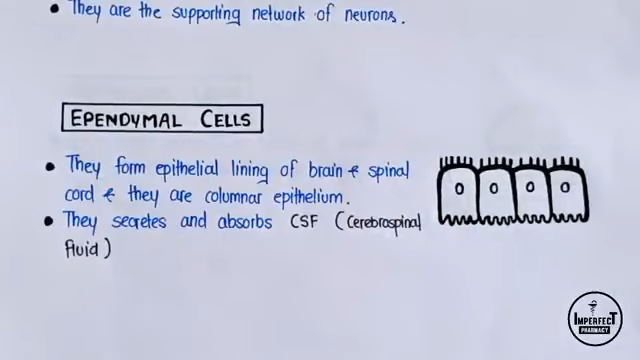 • They are the supporting network of neurons.
EPENDYMAL CELLS
• They form epithelial lining of brain & spinal
cord & they are columnar epithelium.
• They secretes and absorbs CSF (Cerebrospinal
fluid)
IMPERFECT
PHARMACY